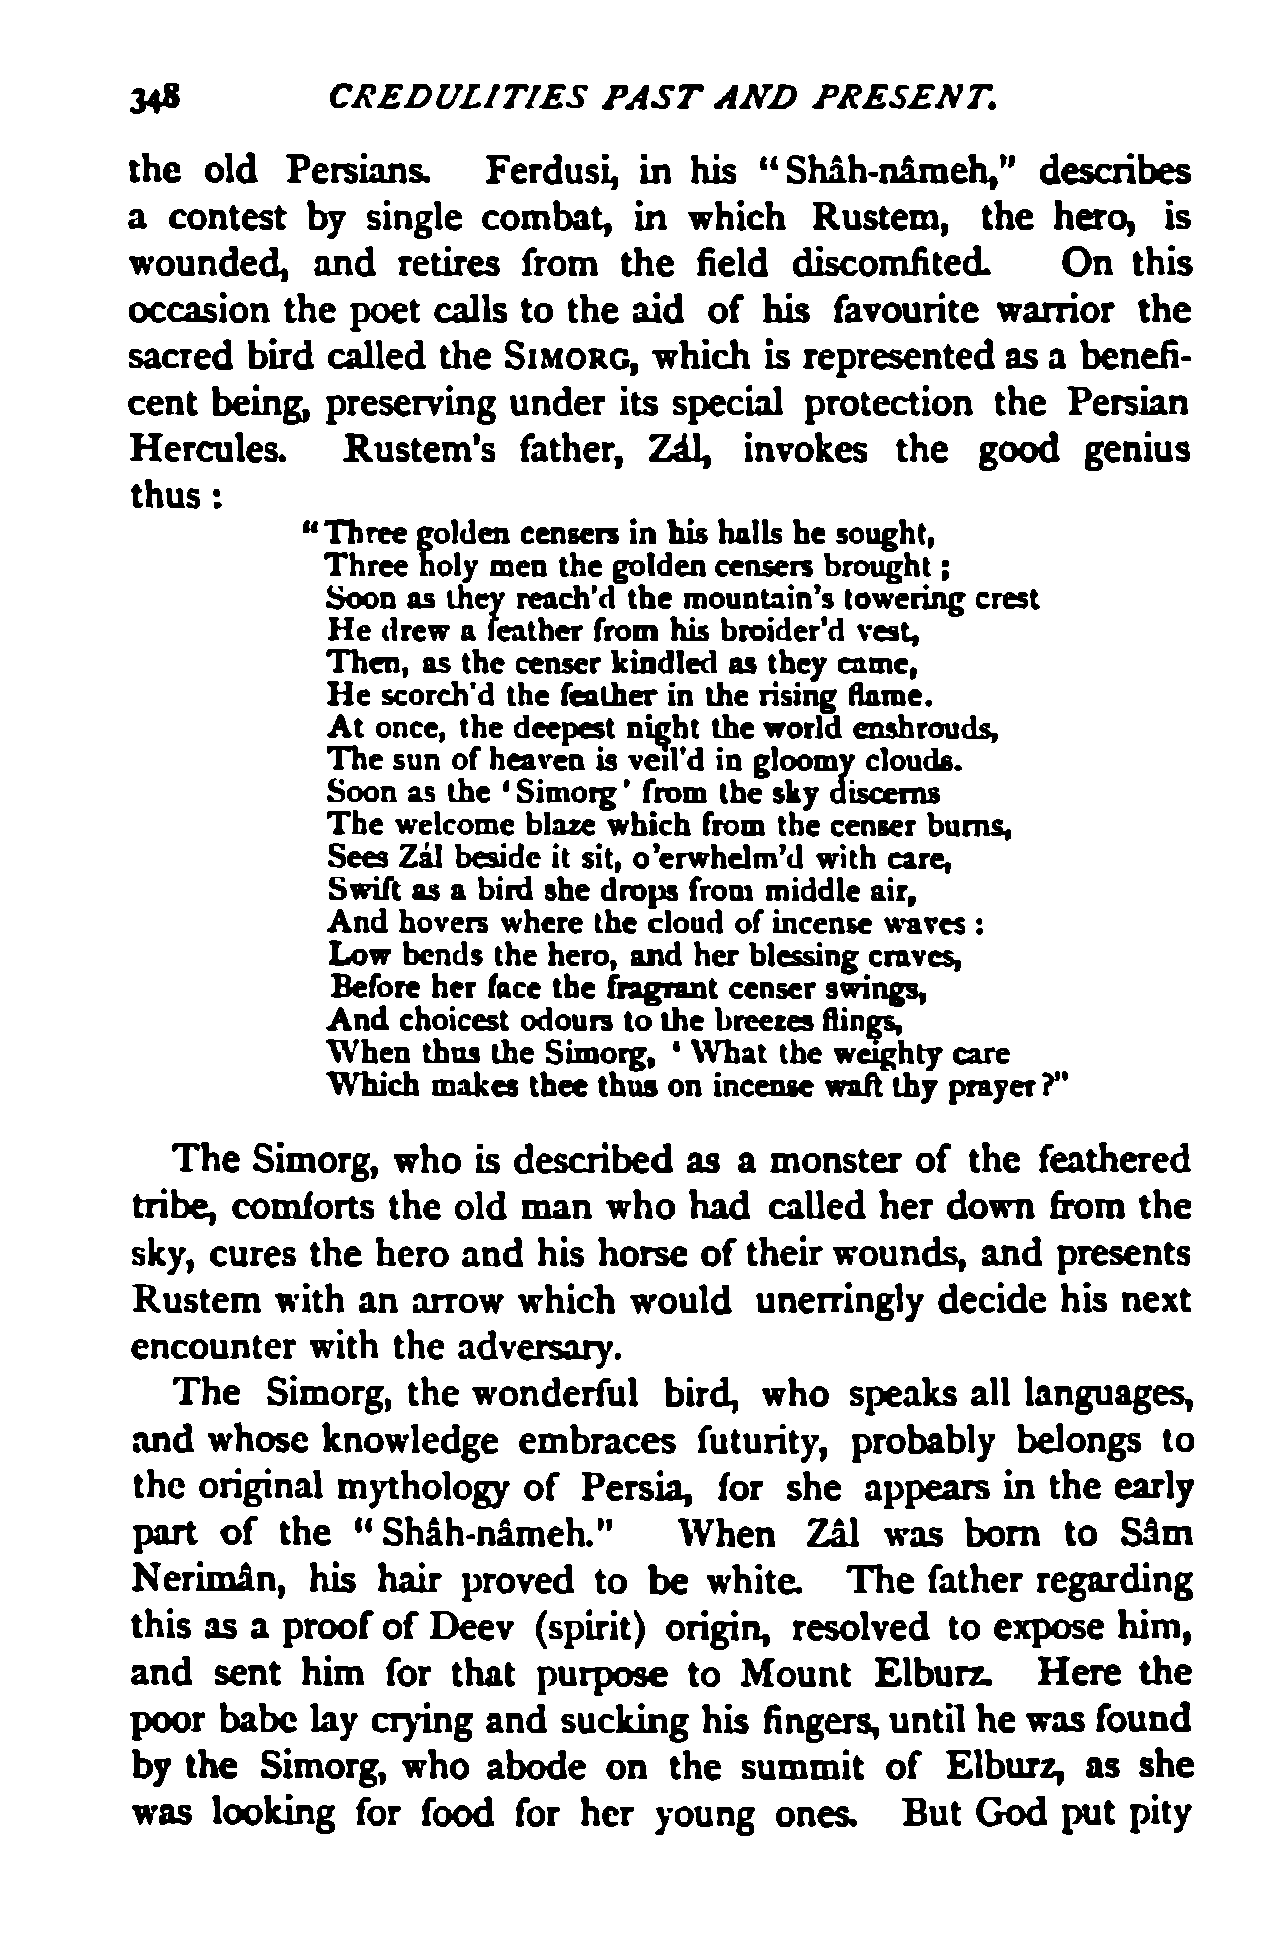 348 CREDULITIES PAST AND PRESENT.
the old Persians. Ferdusi, in his “Shâh-nâmeh,” describes
a contest by single combat, in which Rustem, the hero, is
wounded, and retires from the field discomfited. On this
occasion the poet calls to the aid of his favourite warrior the
sacred bird called the SIMORG, which is represented as a benefi-
cent being, preserving under its special protection the Persian
Hercules. Rustem's father, Zál, invokes the good genius
thus :
“Three golden censers in his halls he sought,
Three holy men the golden censers brought ;
Soon as they reach'd the mountain's towering crest
He drew a feather from his broider'd vest,
Then, as the censer kindled as they came,
He scorch'd the feather in the rising flame.
At once, the deepest night the world enshrouds,
The sun of heaven is veil'd in gloomy clouds.
Soon as the ‘Simorg’ from the sky discerns
The welcome blaze which from the censer burns,
Sees Zál beside it sit, o'erwhelm'd with care,
Swift as a bird she drops from middle air,
And hovers where the cloud of incense waves :
Low bends the hero, and her blessing craves,
Before her face the fragrant censer swings,
And choicest odours to the breezes flings,
When thus the Simorg, ‘ What the weighty care
Which makes thee thus on incense waft thy prayer ?”
The Simorg, who is described as a monster of the feathered
tribe, comforts the old man who had called her down from the
sky, cures the hero and his horse of their wounds, and presents
Rustem with an arrow which would unerringly decide his next
encounter with the adversary.
The Simorg, the wonderful bird, who speaks all languages,
and whose knowledge embraces futurity, probably belongs to
the original mythology of Persia, for she appears in the early
part of the “Shâh-nâmeh.” When Zâl was born to Sâm
Nerimân, his hair proved to be white. The father regarding
this as a proof of Deev (spirit) origin, resolved to expose him,
and sent him for that purpose to Mount Elburz. Here the
poor babe lay crying and sucking his fingers, until he was found
by the Simorg, who abode on the summit of Elburz, as she
was looking for food for her young ones. But God put pity